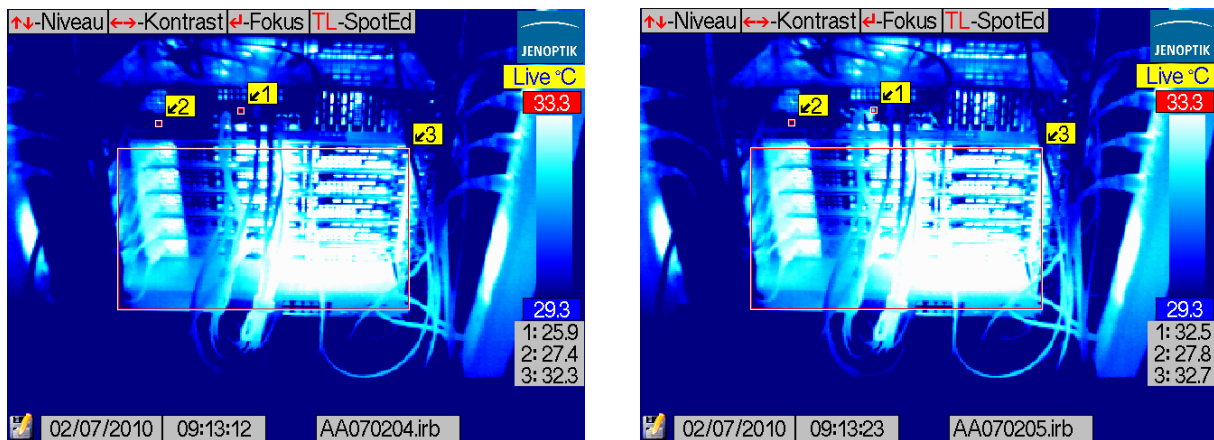 ↑↓-Niveau ←→-Kontrast ↲-Fokus TL-SpotEd
JENOPTIK
Live °C
33.3
↙1
↙2
↙3
29.3
1: 25.9
2: 27.4
3: 32.3
02/07/2010 09:13:12 AA070204.irb
↑↓-Niveau ←→-Kontrast ↲-Fokus TL-SpotEd
JENOPTIK
Live °C
33.3
↙1
↙2
↙3
29.3
1: 32.5
2: 27.8
3: 32.7
02/07/2010 09:13:23 AA070205.irb